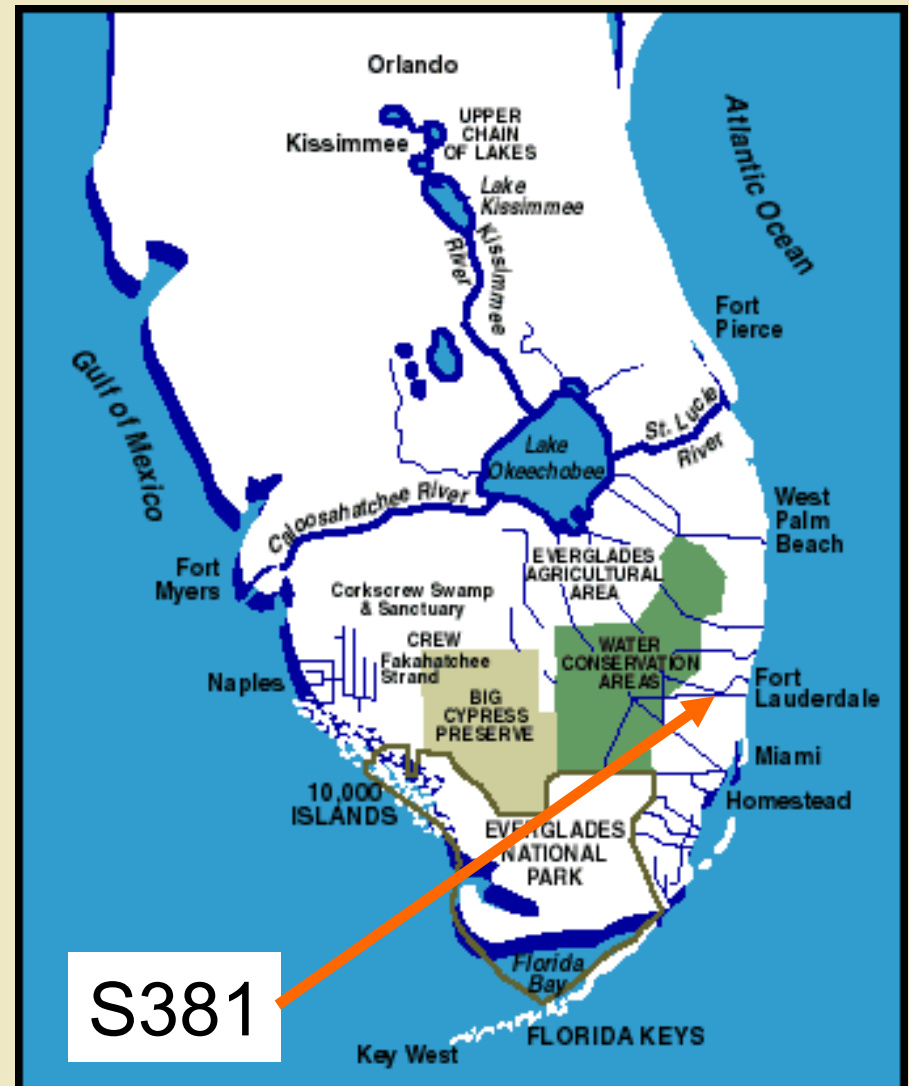 Orlando
UPPER
CHAIN
OF LAKES
Kissimmee
Lake
Kissimmee
Kissimmee
River
Atlantic Ocean
Fort
Pierce
Gulf of Mexico
St. Lucie
River
Lake
Okeechobee
Caloosahatchee River
West
Palm
Beach
Fort
Myers
EVERGLADES
AGRICULTURAL
AREA
Corkscrew Swamp
& Sanctuary
CREW
Fakahatchee
Strand
WATER
CONSERVATION
AREAS
Naples
BIG
CYPRESS
PRESERVE
Fort
Lauderdale
Miami
Homestead
10,000
ISLANDS
EVERGLADES
NATIONAL
PARK
S381
Florida
Bay
FLORIDA KEYS
Key West